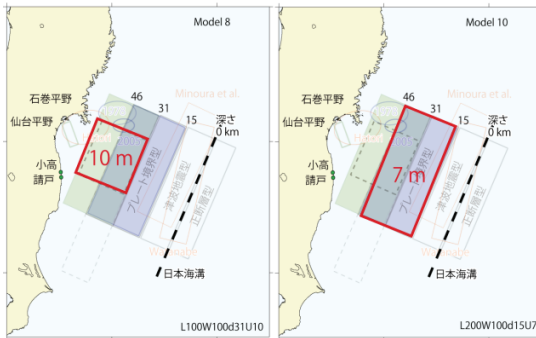 Model 8
石巻平野
仙台平野
46
31
15
Minoura et al.
深さ
0 km
10 m
小高
請戸
プレート境界型
津波地震型
正断層型
Watanabe
日本海溝
L100W100d31U10
Model 10
石巻平野
仙台平野
46
31
15
Minoura et al.
深さ
0 km
7 m
小高
請戸
プレート境界型
津波地震型
正断層型
Watanabe
日本海溝
L200W100d15U7